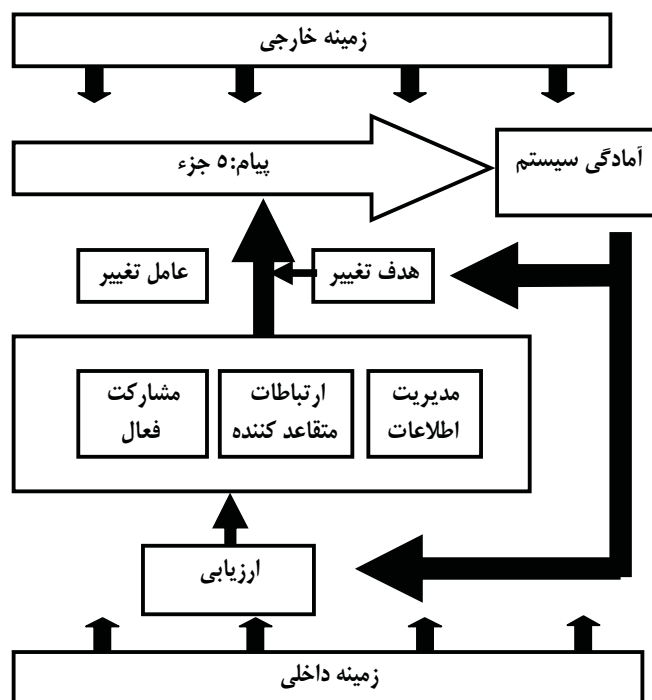 زمینه خارجی
پیام:۵ جزء
آمادگی سیستم
عامل تغییر
هدف تغییر
مدیریت
اطلاعات
ارتباطات
متقاعد کننده
مشارکت
فعال
ارزیابی
زمینه داخلی